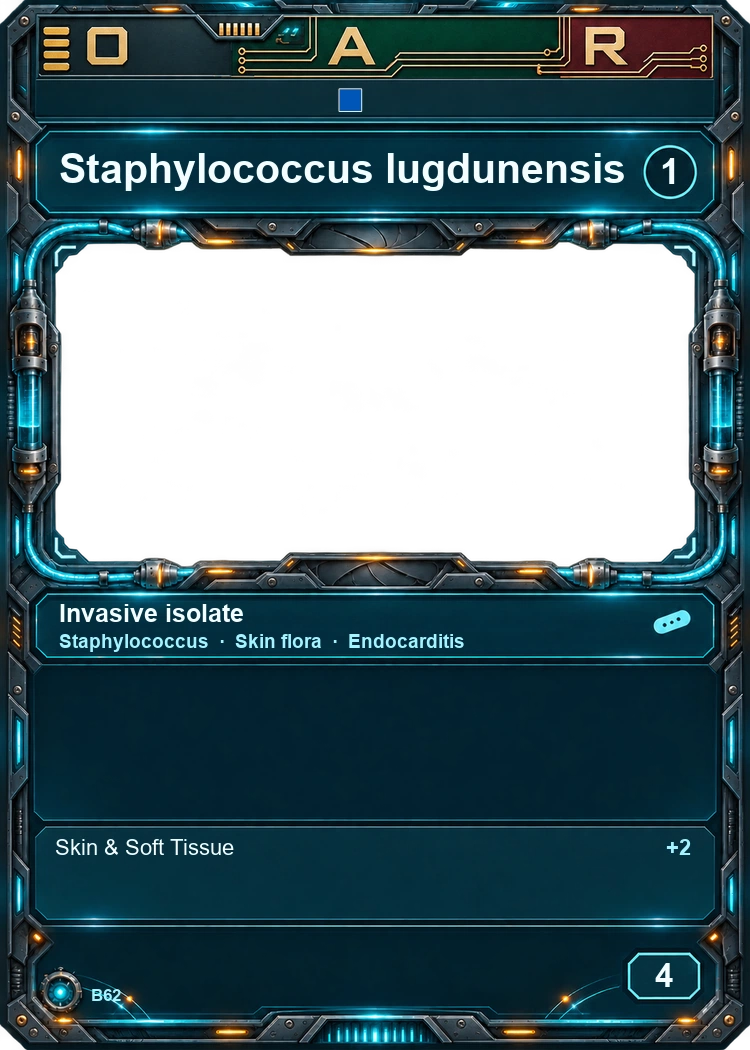 O A R
Staphylococcus lugdunensis 1
Invasive isolate
Staphylococcus · Skin flora · Endocarditis
Skin & Soft Tissue +2
B62
4